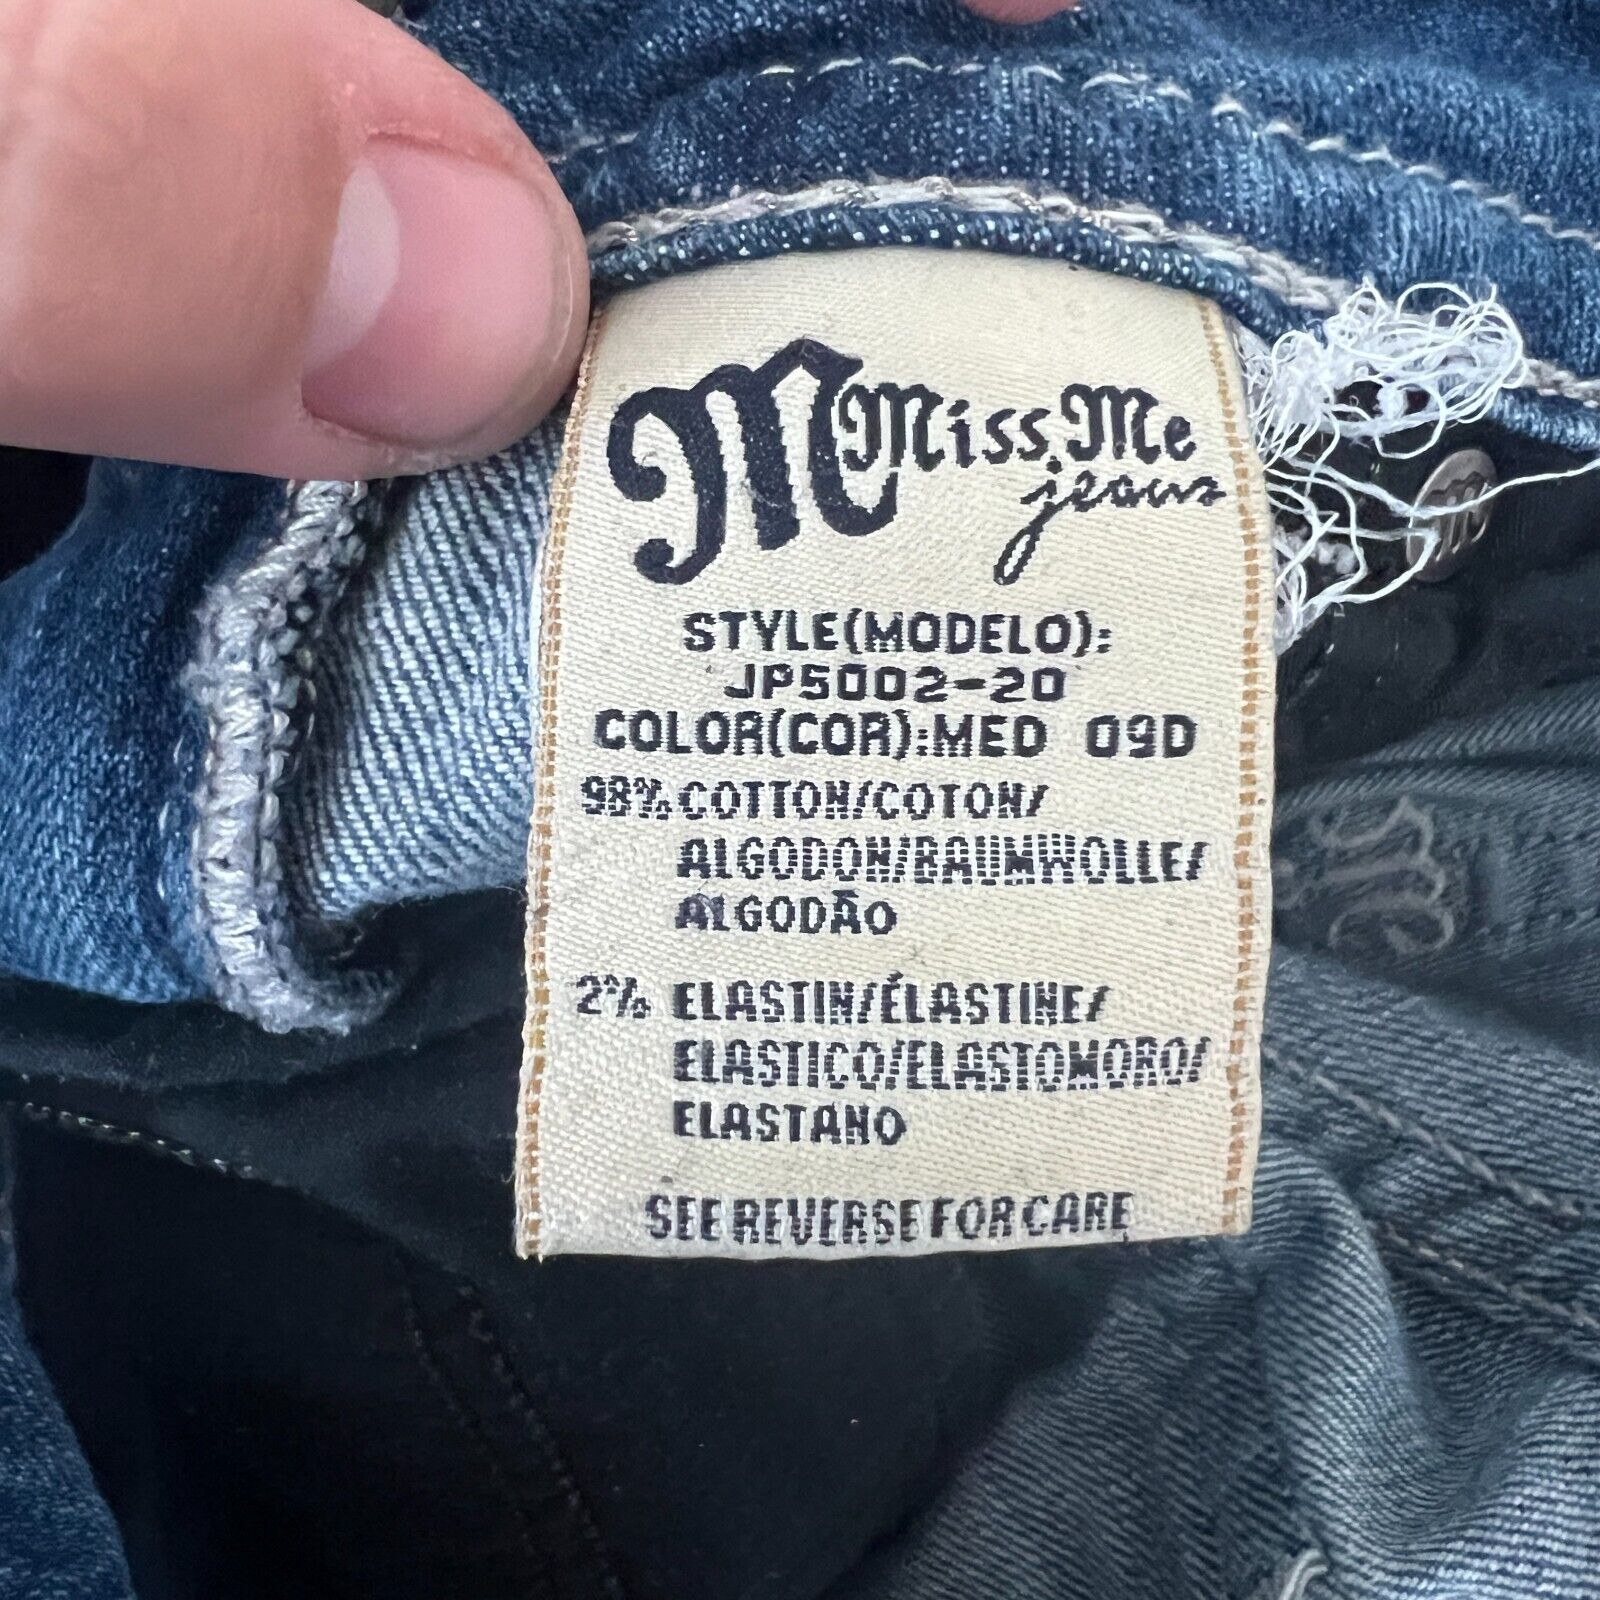 M Miss Me
jeans
STYLE(MODELO):
JP5002-20
COLOR(COR):MED 09D
98% COTTON/COTON/
ALGODON/BAUMWOLLE/
ALGODÃO
2% ELASTIN/ÉLASTINE/
ELASTICO/ELASTOMORO/
ELASTANO
SEE REVERSE FOR CARE